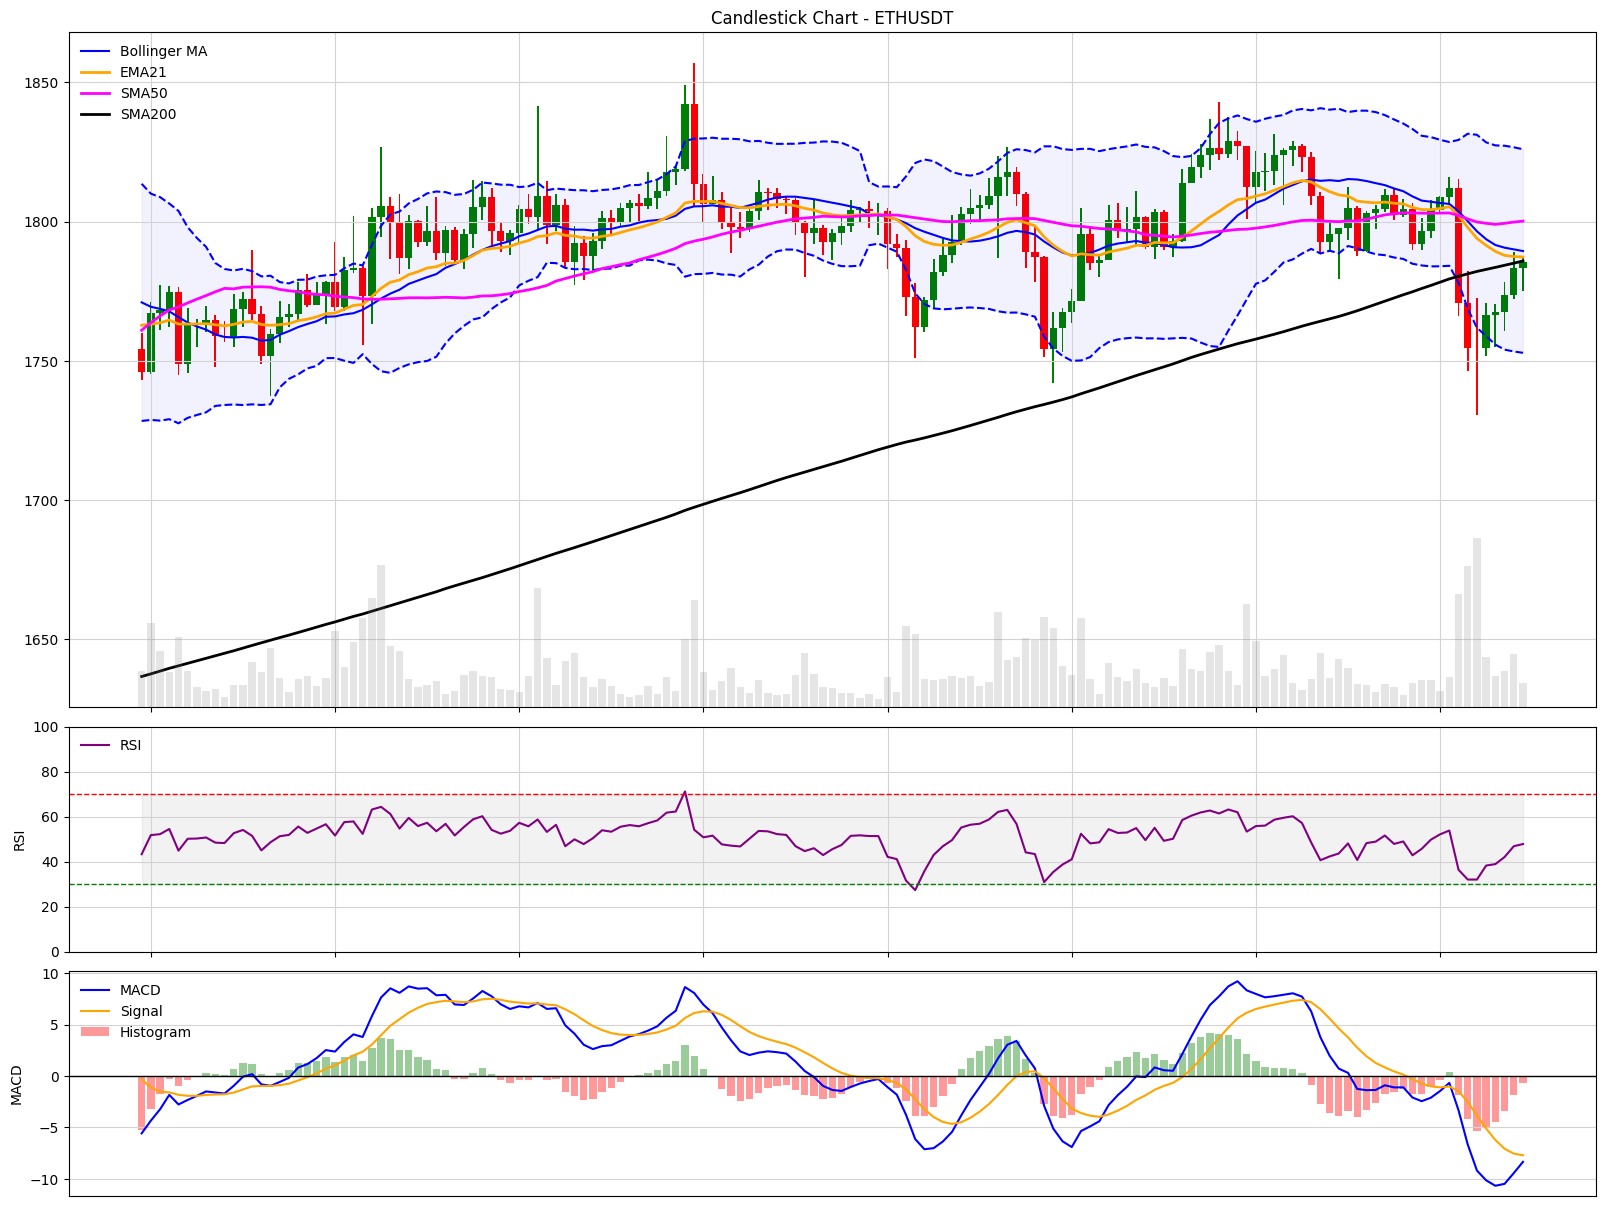 Candlestick Chart - ETHUSDT
Bollinger MA
EMA21
SMA50
SMA200
1850
1800
1750
1700
1650
RSI
100
80
60
40
20
0
RSI
MACD
Signal
Histogram
10
5
0
−5
−10
MACD